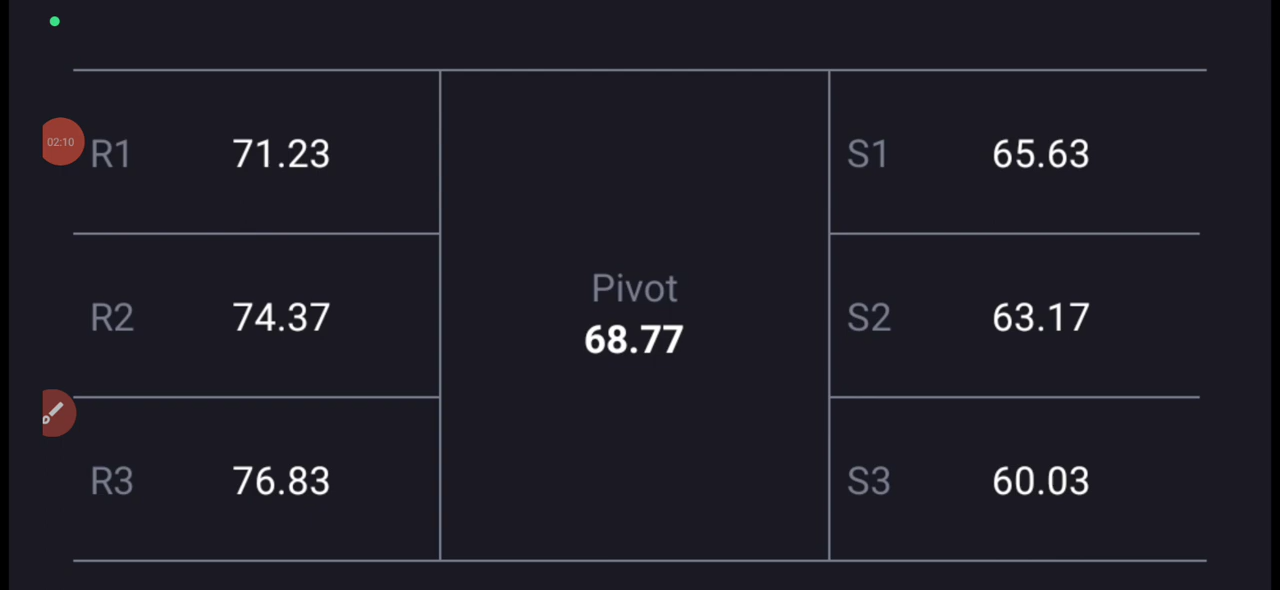 R1 71.23 S1 65.63
02:10
Pivot
R2 74.37 68.77 S2 63.17
R3 76.83 S3 60.03